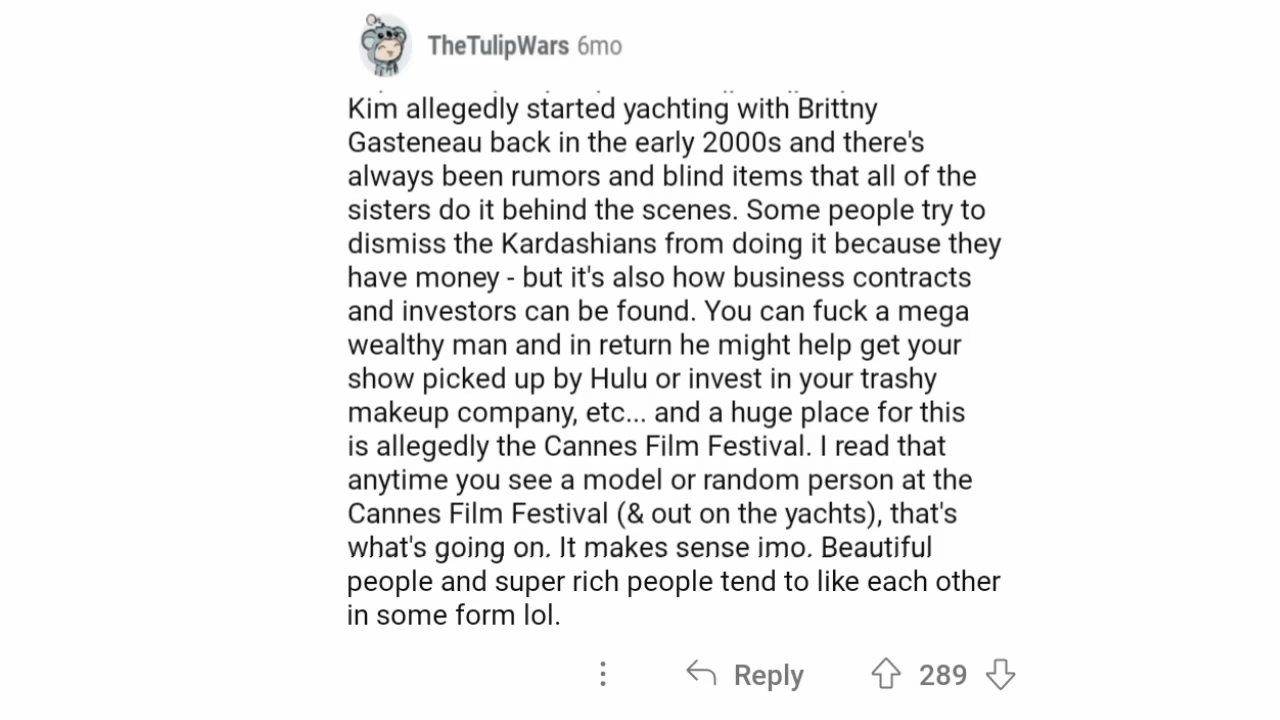 TheTulipWars 6mo
Kim allegedly started yachting with Brittny
Gasteneau back in the early 2000s and there's
always been rumors and blind items that all of the
sisters do it behind the scenes. Some people try to
dismiss the Kardashians from doing it because they
have money - but it's also how business contracts
and investors can be found. You can fuck a mega
wealthy man and in return he might help get your
show picked up by Hulu or invest in your trashy
makeup company, etc... and a huge place for this
is allegedly the Cannes Film Festival. I read that
anytime you see a model or random person at the
Cannes Film Festival (& out on the yachts), that's
what's going on. It makes sense imo. Beautiful
people and super rich people tend to like each other
in some form lol.
Reply 289